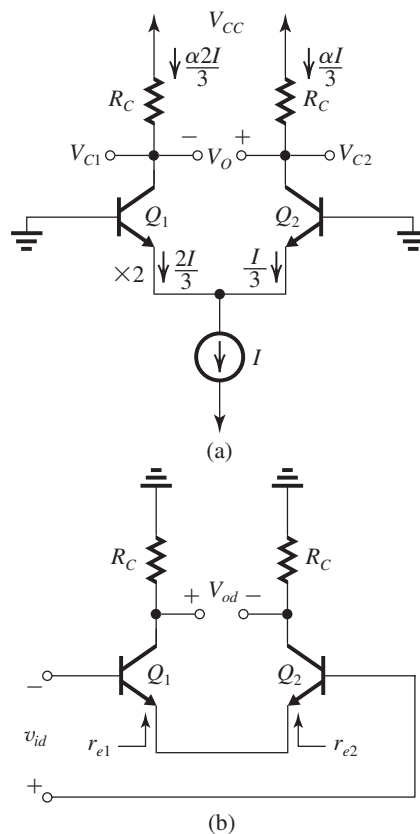 V_CC
α2I/3 αI/3
R_C R_C
V_C1 − V_O + V_C2
Q_1 Q_2
×2 2I/3 I/3
I
(a)
R_C R_C
+ V_od −
− Q_1 Q_2
v_id r_e1 r_e2
+
(b)